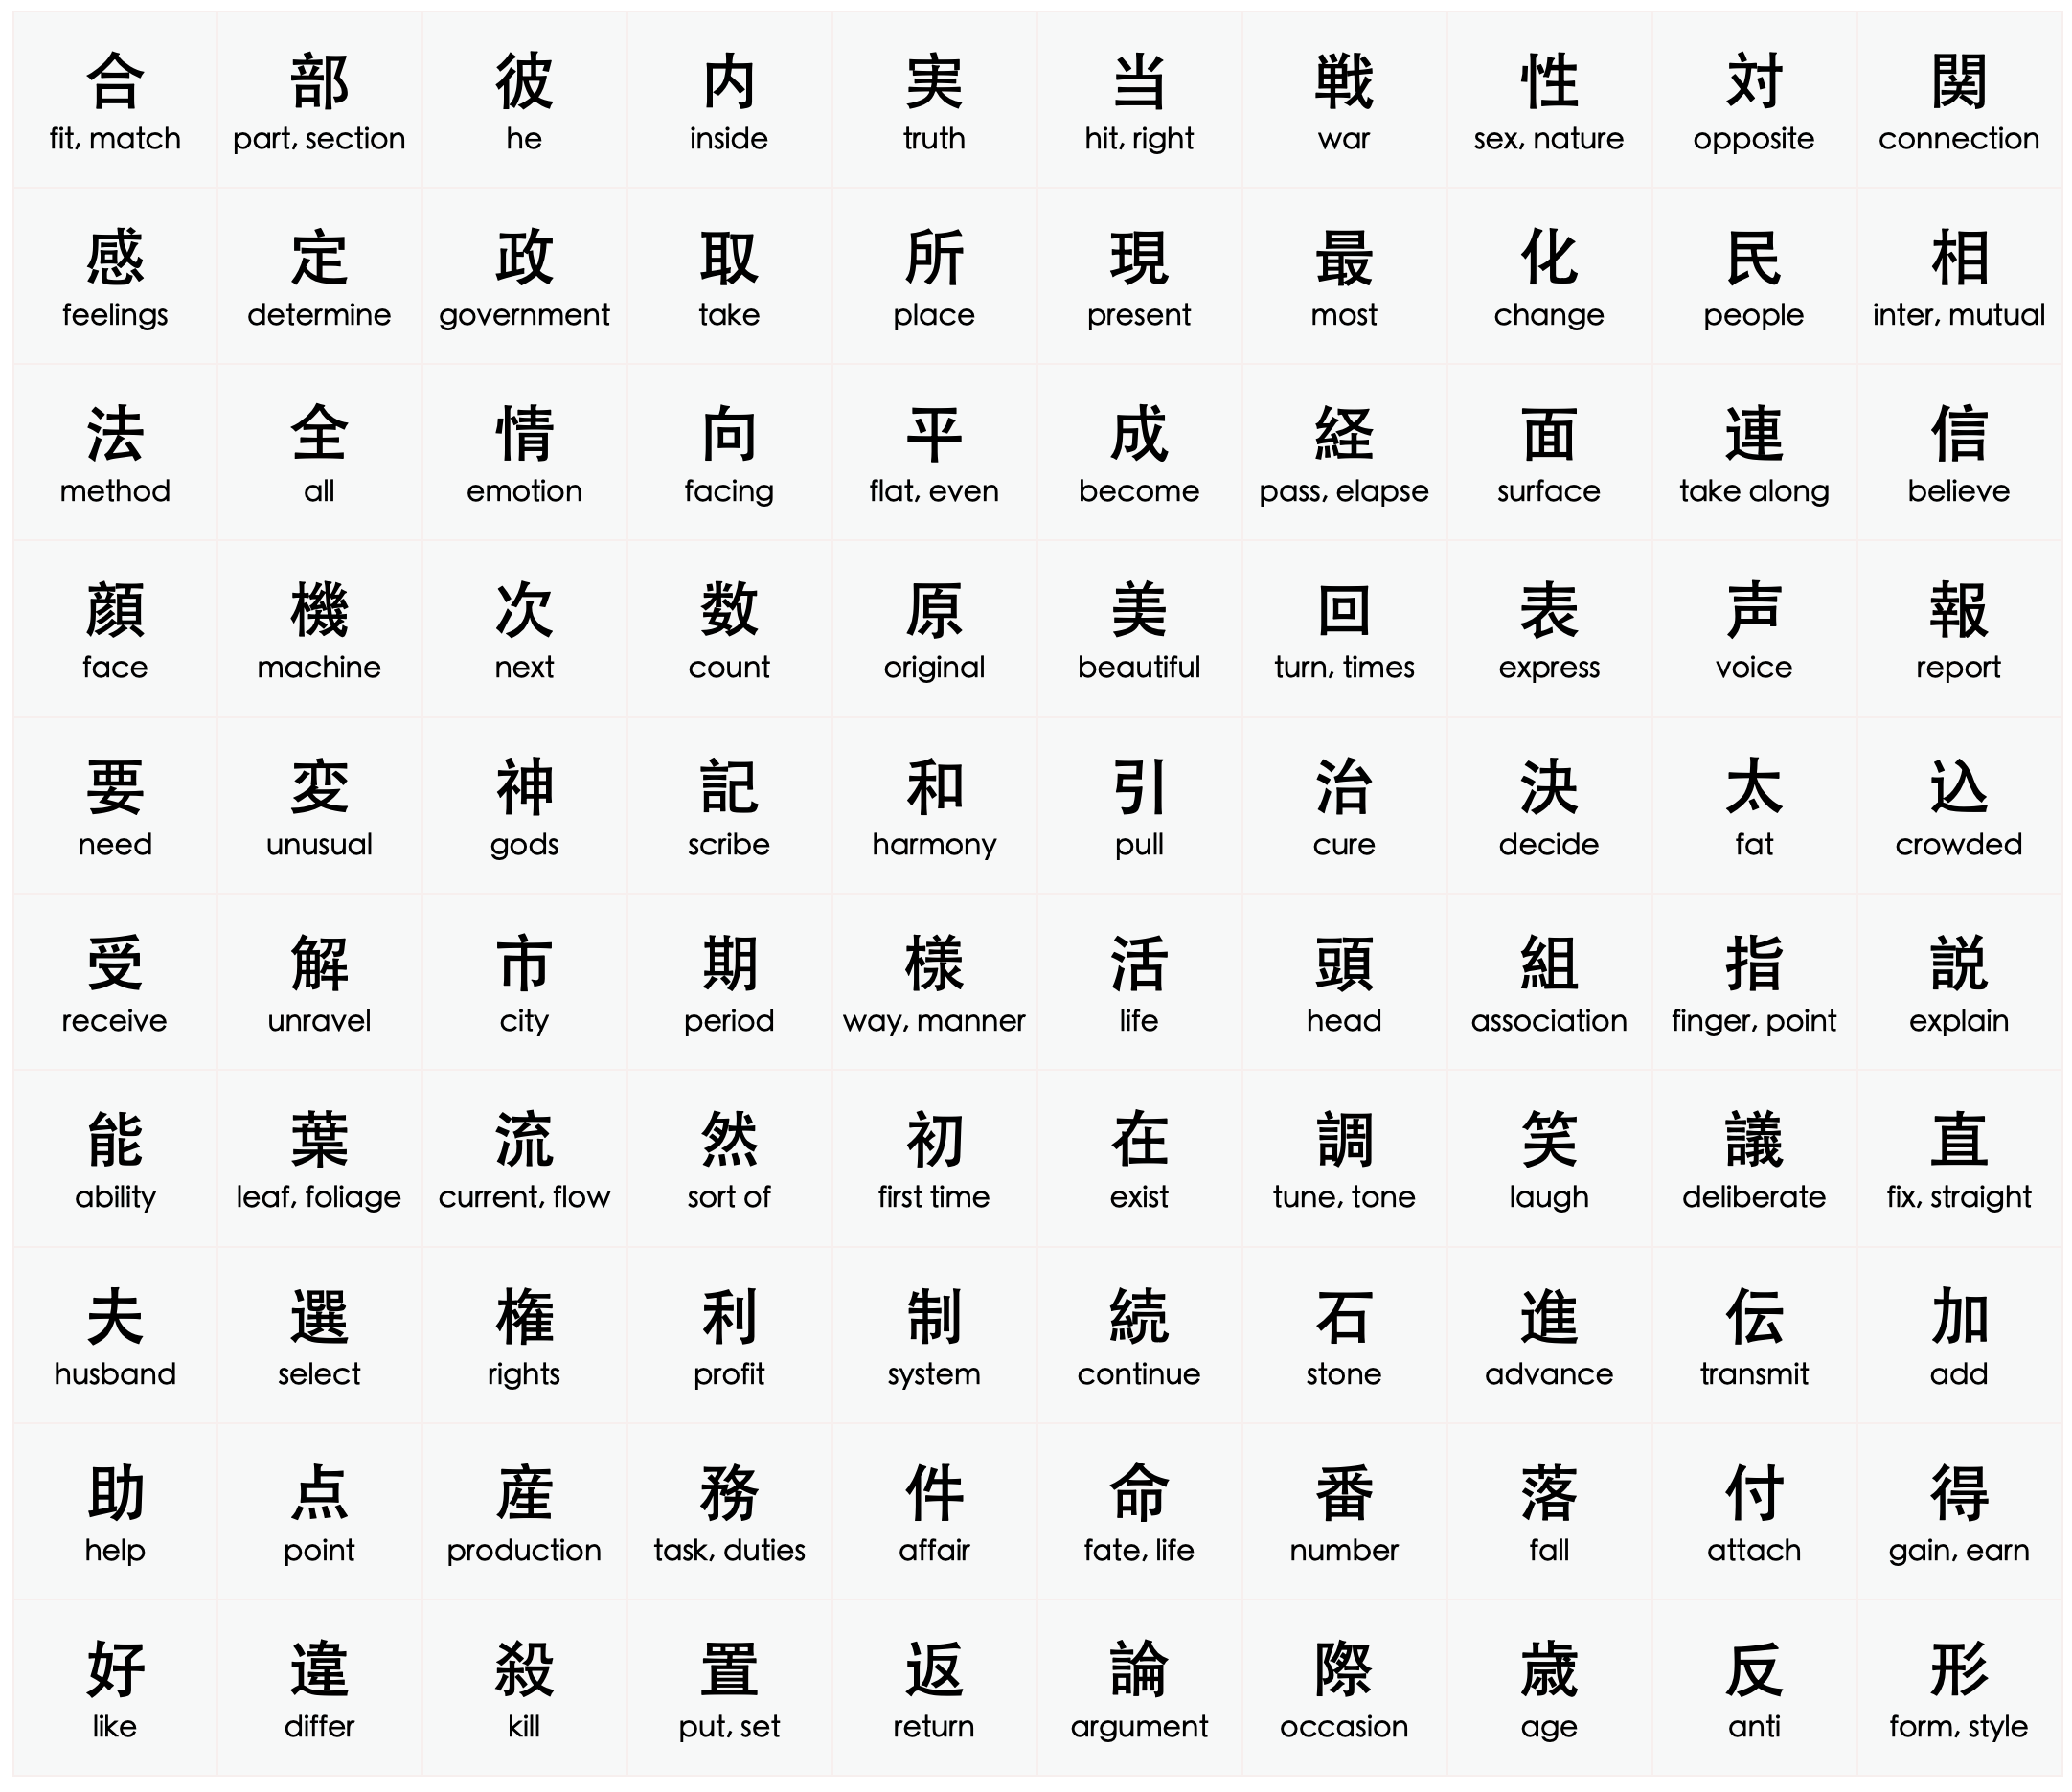 合 部 彼 内 実 当 戦 性 対 関
fit, match part, section he inside truth hit, right war sex, nature opposite connection
感 定 政 取 所 現 最 化 民 相
feelings determine government take place present most change people inter, mutual
法 全 情 向 平 成 経 面 連 信
method all emotion facing flat, even become pass, elapse surface take along believe
顔 機 次 数 原 美 回 表 声 報
face machine next count original beautiful turn, times express voice report
要 変 神 記 和 引 治 決 太 込
need unusual gods scribe harmony pull cure decide fat crowded
受 解 市 期 様 活 頭 組 指 説
receive unravel city period way, manner life head association finger, point explain
能 葉 流 然 初 在 調 笑 議 直
ability leaf, foliage current, flow sort of first time exist tune, tone laugh deliberate fix, straight
夫 選 権 利 制 続 石 進 伝 加
husband select rights profit system continue stone advance transmit add
助 点 産 務 件 命 番 落 付 得
help point production task, duties affair fate, life number fall attach gain, earn
好 違 殺 置 返 論 際 歳 反 形
like differ kill put, set return argument occasion age anti form, style